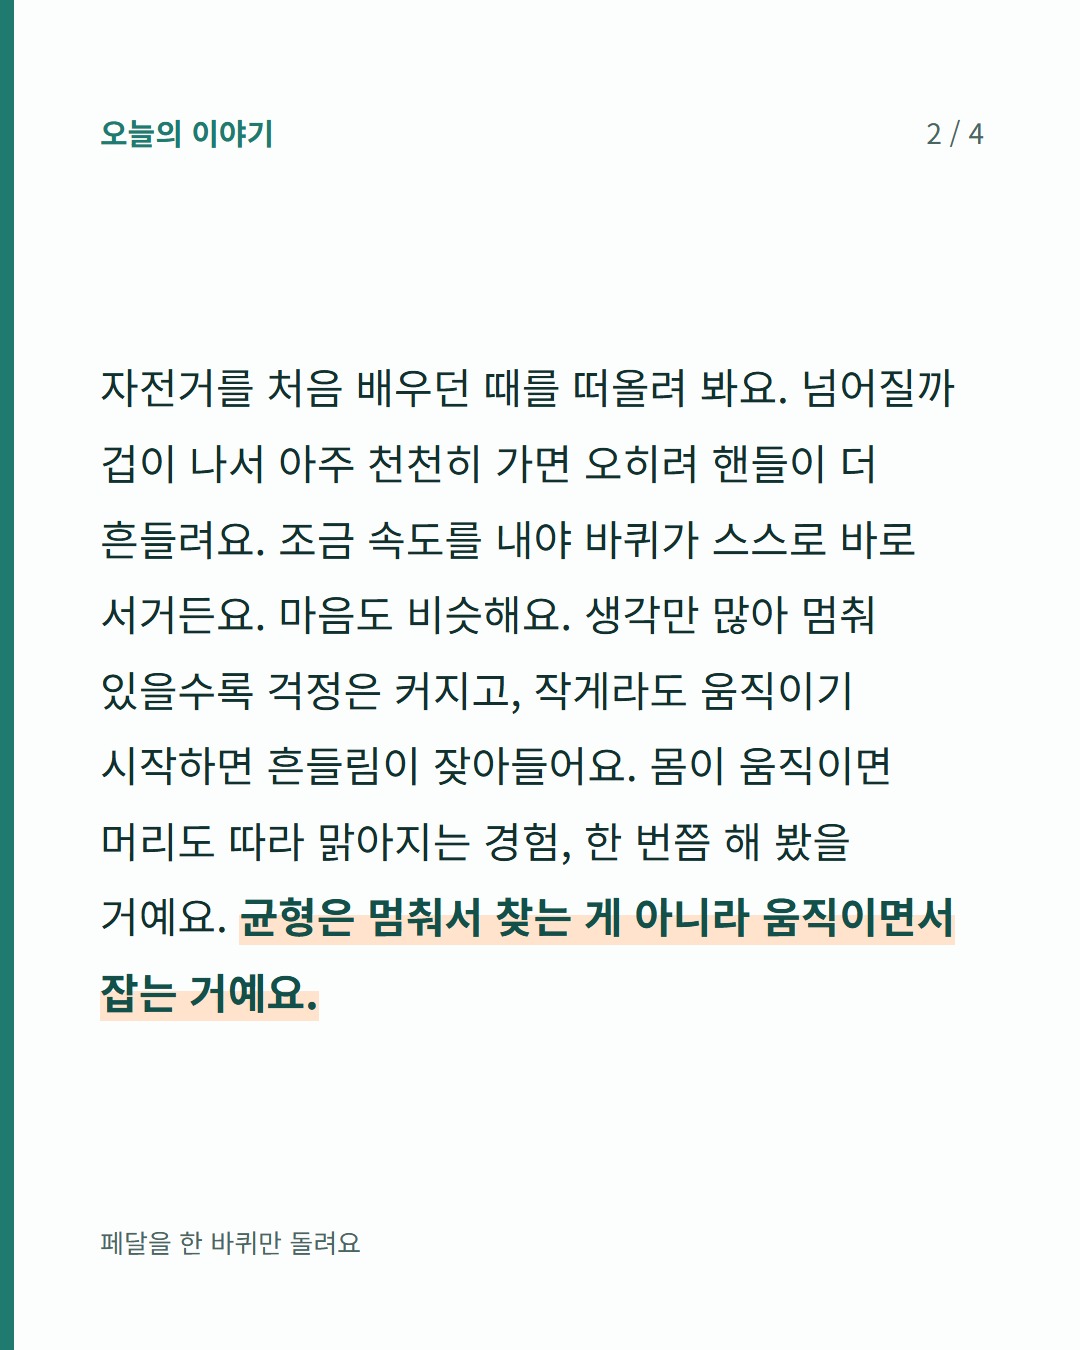 오늘의 이야기
2 / 4
자전거를 처음 배우던 때를 떠올려 봐요. 넘어질까
겁이 나서 아주 천천히 가면 오히려 핸들이 더
흔들려요. 조금 속도를 내야 바퀴가 스스로 바로
서거든요. 마음도 비슷해요. 생각만 많아 멈춰
있을수록 걱정은 커지고, 작게라도 움직이기
시작하면 흔들림이 잦아들어요. 몸이 움직이면
머리도 따라 맑아지는 경험, 한 번쯤 해 봤을
거예요. 균형은 멈춰서 찾는 게 아니라 움직이면서
잡는 거예요.
페달을 한 바퀴만 돌려요